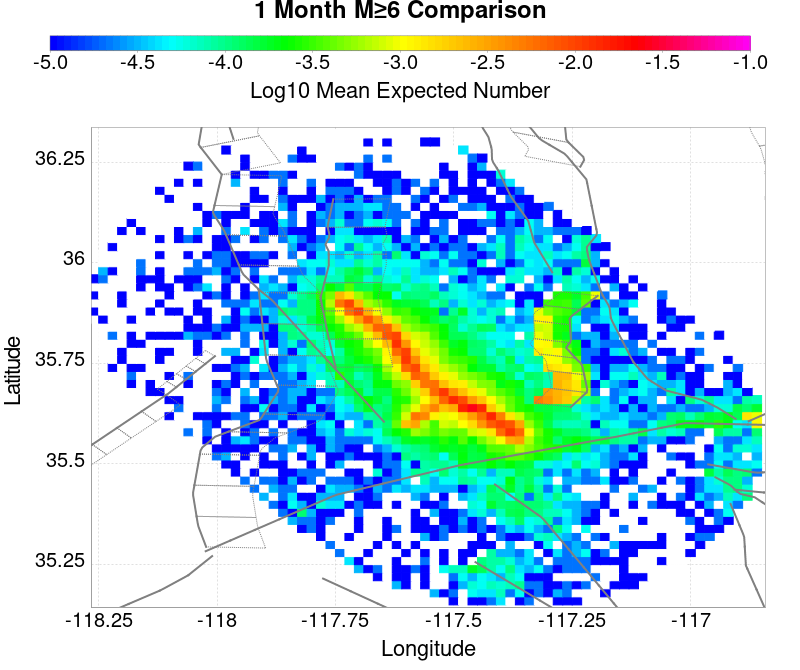 1 Month M≥6 Comparison
-5.0 -4.5 -4.0 -3.5 -3.0 -2.5 -2.0 -1.5 -1.0
Log10 Mean Expected Number
36.25
36
35.75
35.5
35.25
Latitude
-118.25 -118 -117.75 -117.5 -117.25 -117
Longitude